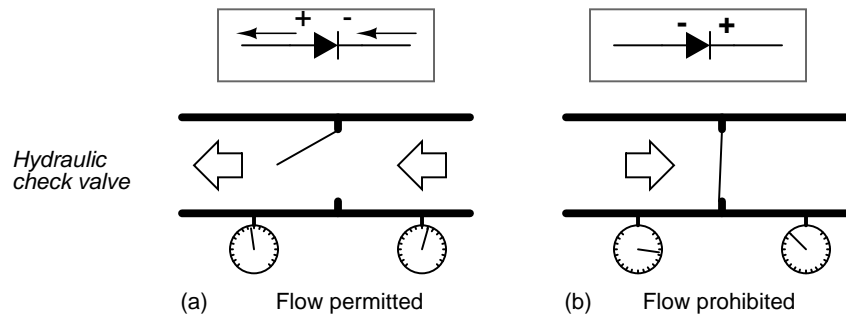 + -
- +
Hydraulic
check valve
(a) Flow permitted
(b) Flow prohibited